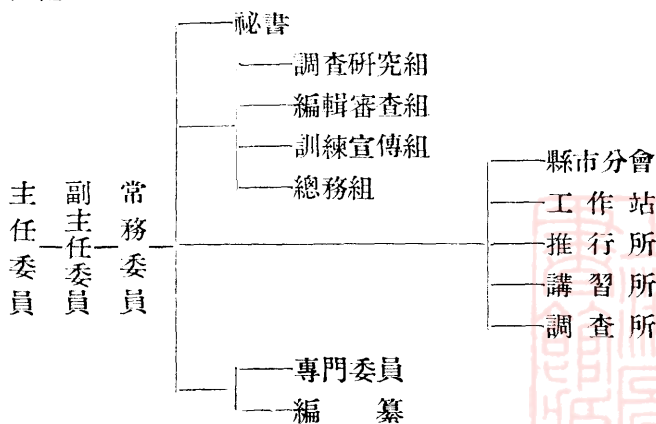 主任委員
副主任委員
常務委員
祕書
調查研究組
編輯審查組
訓練宣傳組
總務組
縣市分會
工作站
推行所
講習所
調查所
專門委員
編纂